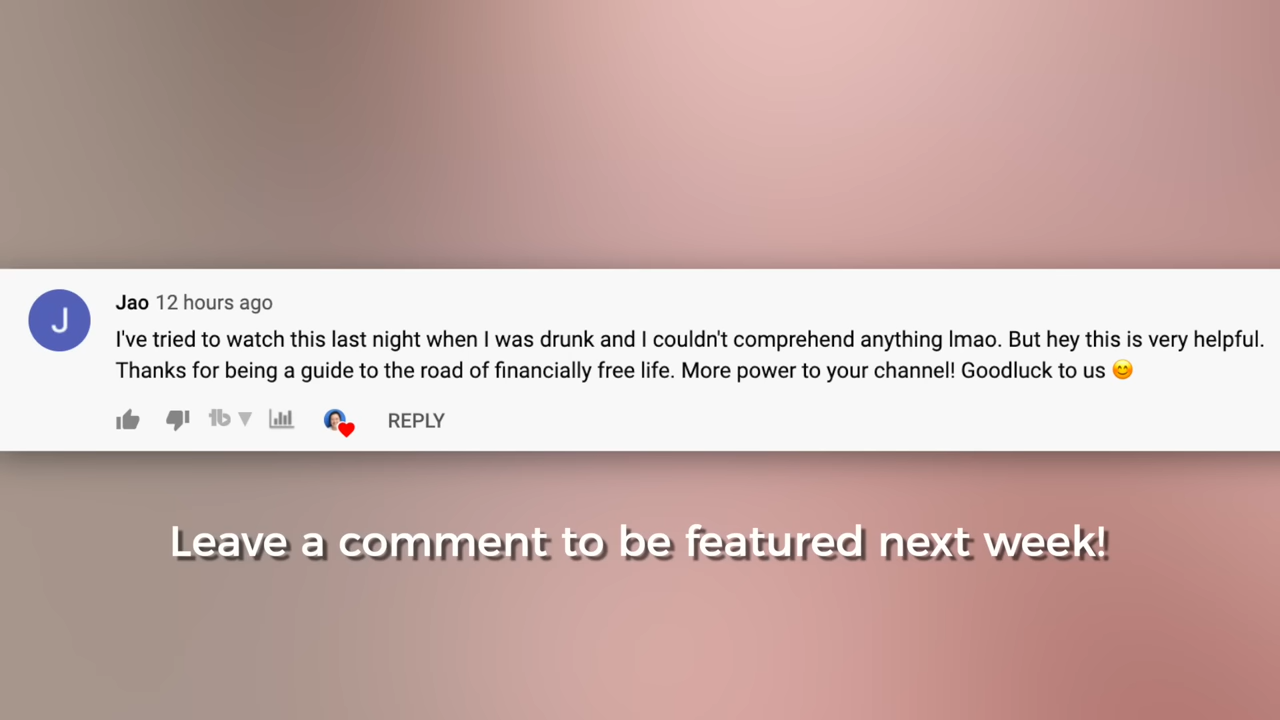 J
Jao 12 hours ago
I've tried to watch this last night when I was drunk and I couldn't comprehend anything lmao. But hey this is very helpful.
Thanks for being a guide to the road of financially free life. More power to your channel! Goodluck to us 😊
tb REPLY
Leave a comment to be featured next week!